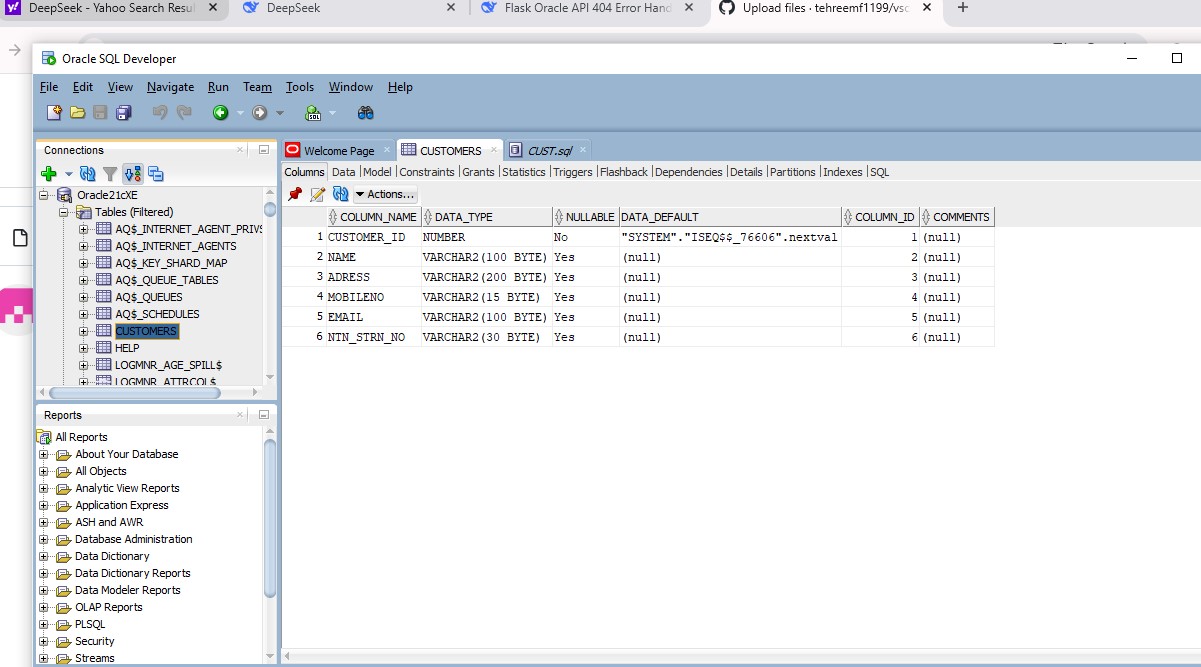 DeepSeek - Yahoo Search Resul
DeepSeek
Flask Oracle API 404 Error Hand
Upload files · tehreemf1199/vsc
Oracle SQL Developer
File Edit View Navigate Run Team Tools Window Help
Connections
Oracle21cXE
Tables (Filtered)
AQ$_INTERNET_AGENT_PRIVS
AQ$_INTERNET_AGENTS
AQ$_KEY_SHARD_MAP
AQ$_QUEUE_TABLES
AQ$_QUEUES
AQ$_SCHEDULES
CUSTOMERS
HELP
LOGMNR_AGE_SPILL$
LOGMNR_ATTRCOL$
Reports
All Reports
About Your Database
All Objects
Analytic View Reports
Application Express
ASH and AWR
Database Administration
Data Dictionary
Data Dictionary Reports
Data Modeler Reports
OLAP Reports
PLSQL
Security
Streams
Welcome Page CUSTOMERS CUST.sql
Columns Data Model Constraints Grants Statistics Triggers Flashback Dependencies Details Partitions Indexes SQL
Actions...
COLUMN_NAME DATA_TYPE NULLABLE DATA_DEFAULT COLUMN_ID COMMENTS
1 CUSTOMER_ID NUMBER No "SYSTEM"."ISEQ$$_76606".nextval 1 (null)
2 NAME VARCHAR2(100 BYTE) Yes (null) 2 (null)
3 ADRESS VARCHAR2(200 BYTE) Yes (null) 3 (null)
4 MOBILENO VARCHAR2(15 BYTE) Yes (null) 4 (null)
5 EMAIL VARCHAR2(100 BYTE) Yes (null) 5 (null)
6 NTN_STRN_NO VARCHAR2(30 BYTE) Yes (null) 6 (null)